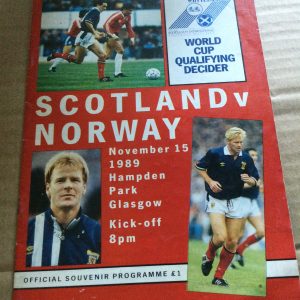 WORLD
CUP
QUALIFYING
DECIDER
SCOTLAND v
NORWAY
November 15
1989
Hampden
Park
Glasgow
Kick-off
8pm
OFFICIAL SOUVENIR PROGRAMME £1